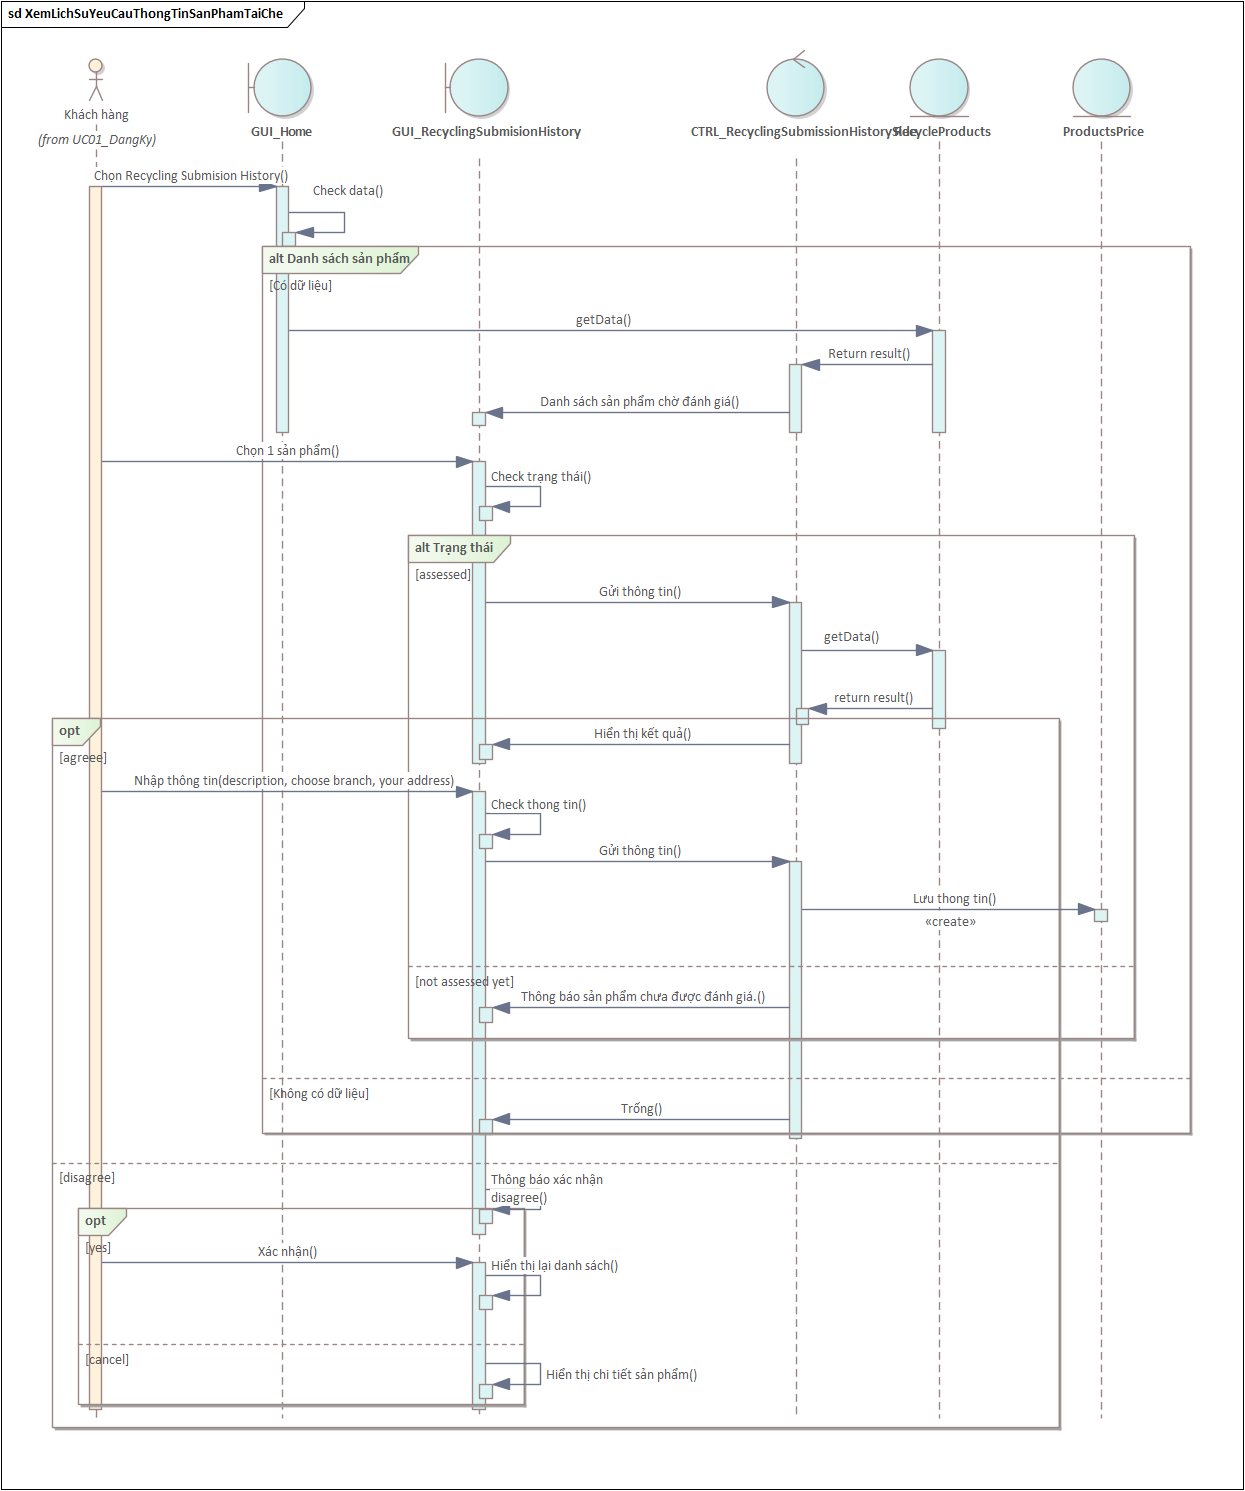 sd XemLichSuYeuCauThongTinSanPhamTaiChe
Khách hàng
(from UC01_DangKy)
GUI_Home
GUI_RecyclingSubmisionHistory
CTRL_RecyclingSubmissionHistorySide
RecycleProducts
ProductsPrice
Chọn Recycling Submision History()
Check data()
alt Danh sách sản phẩm
[Có dữ liệu]
getData()
Return result()
Danh sách sản phẩm chờ đánh giá()
Chọn 1 sản phẩm()
Check trạng thái()
alt Trạng thái
[assessed]
Gửi thông tin()
getData()
return result()
opt
Hiển thị kết quả()
[agreee]
Nhập thông tin(description, choose branch, your address)
Check thong tin()
Gửi thông tin()
Lưu thong tin()
«create»
[not assessed yet]
Thông báo sản phẩm chưa được đánh giá.()
[Không có dữ liệu]
Trống()
[disagree]
Thông báo xác nhận
disagree()
opt
[yes]
Xác nhận()
Hiển thị lại danh sách()
[cancel]
Hiển thị chi tiết sản phẩm()